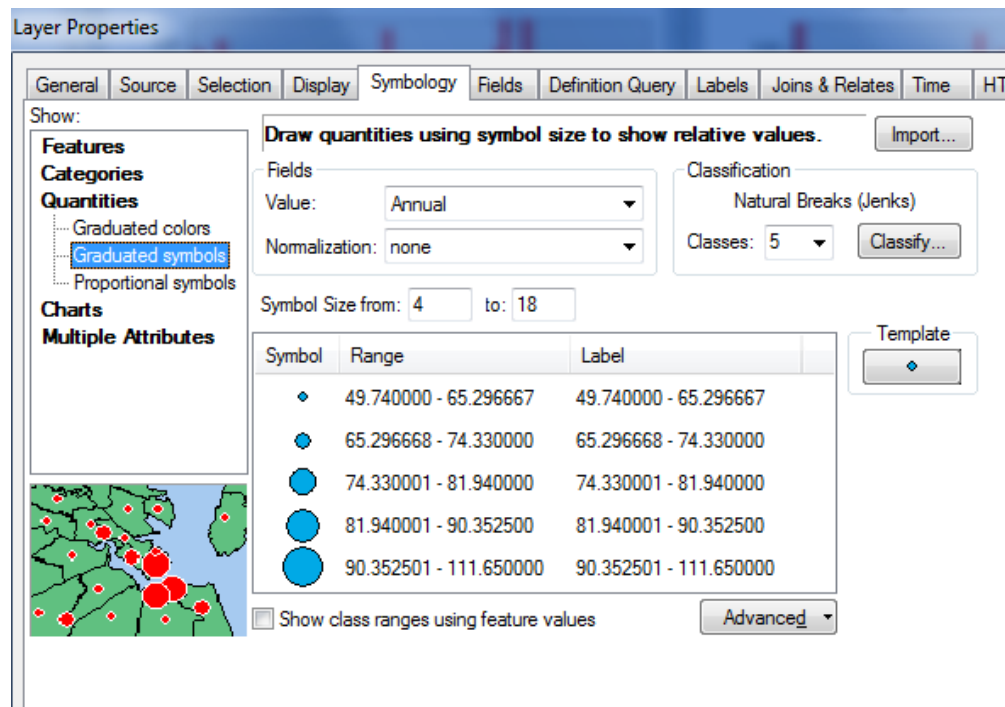 Layer Properties
General Source Selection Display Symbology Fields Definition Query Labels Joins & Relates Time HT
Show:
Features
Categories
Quantities
Graduated colors
Graduated symbols
Proportional symbols
Charts
Multiple Attributes
Draw quantities using symbol size to show relative values.
Import...
Fields
Value: Annual
Normalization: none
Classification
Natural Breaks (Jenks)
Classes: 5 Classify...
Symbol Size from: 4 to: 18
Template
Symbol Range Label
49.740000 - 65.296667 49.740000 - 65.296667
65.296668 - 74.330000 65.296668 - 74.330000
74.330001 - 81.940000 74.330001 - 81.940000
81.940001 - 90.352500 81.940001 - 90.352500
90.352501 - 111.650000 90.352501 - 111.650000
Show class ranges using feature values
Advanced